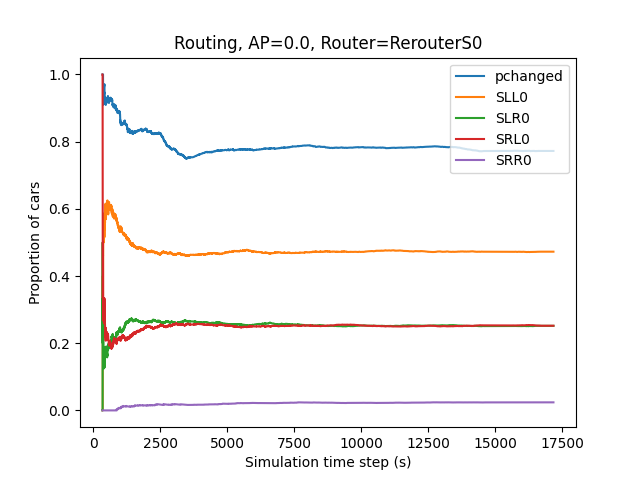 Routing, AP=0.0, Router=RerouterS0
Proportion of cars
1.0
0.8
0.6
0.4
0.2
0.0
pchanged
SLL0
SLR0
SRL0
SRR0
0 2500 5000 7500 10000 12500 15000 17500
Simulation time step (s)